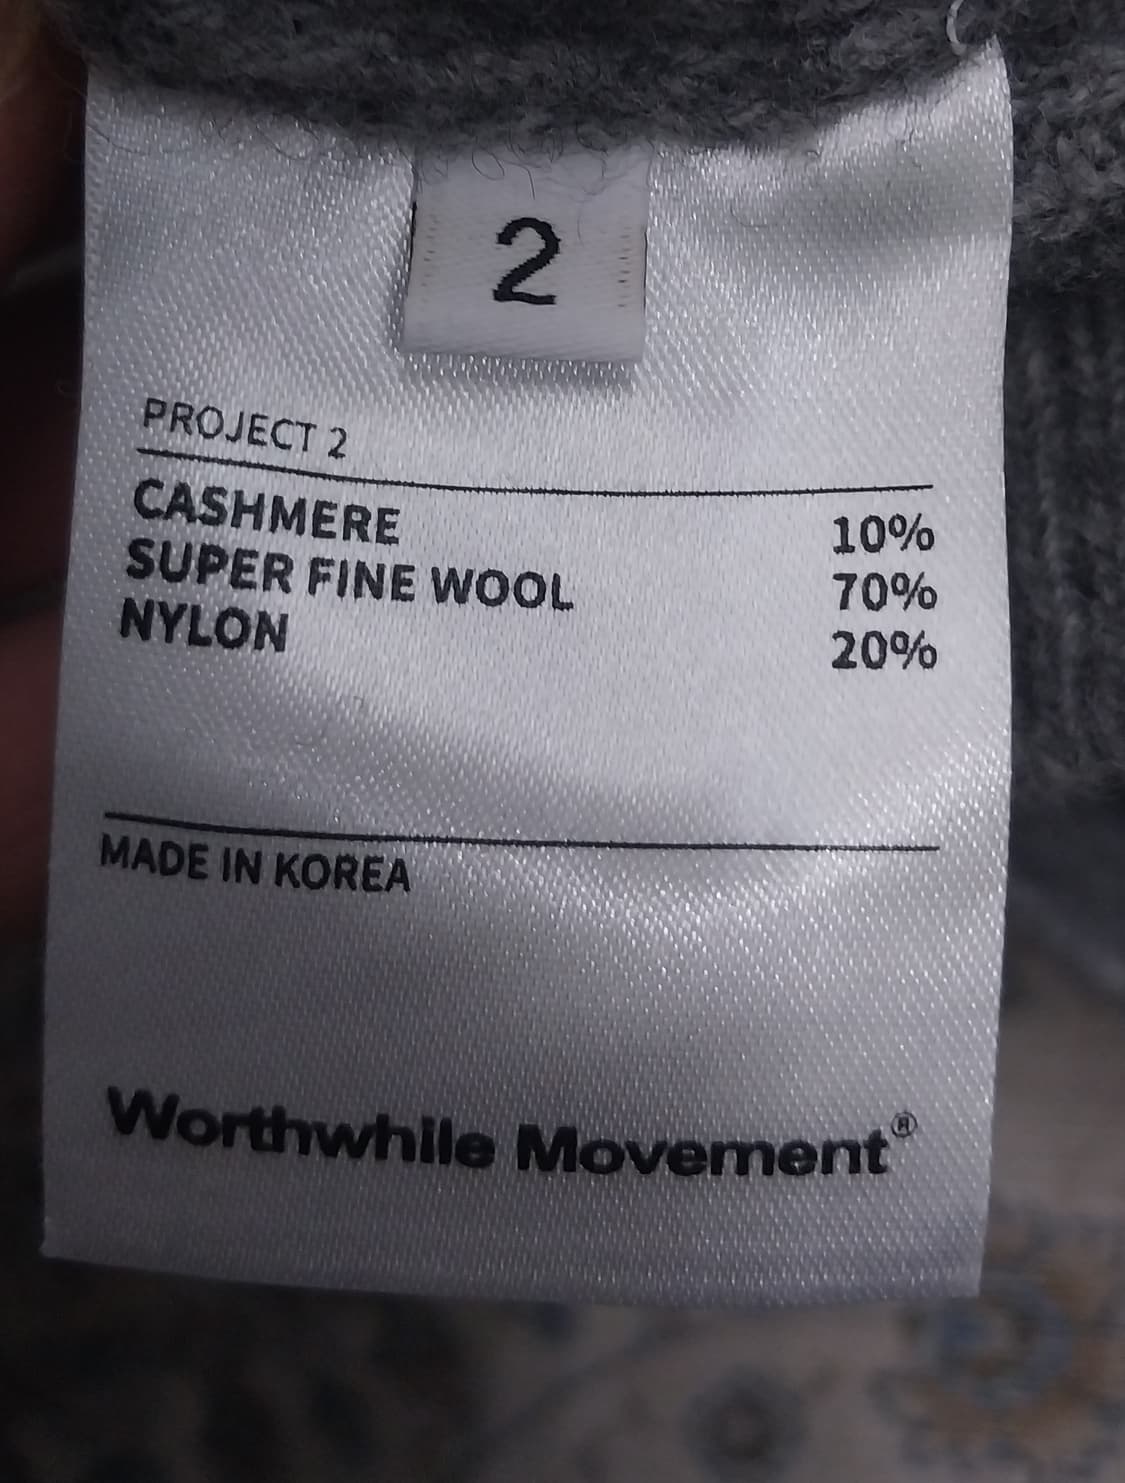 2
PROJECT 2
CASHMERE 10%
SUPER FINE WOOL 70%
NYLON 20%
MADE IN KOREA
Worthwhile Movement®